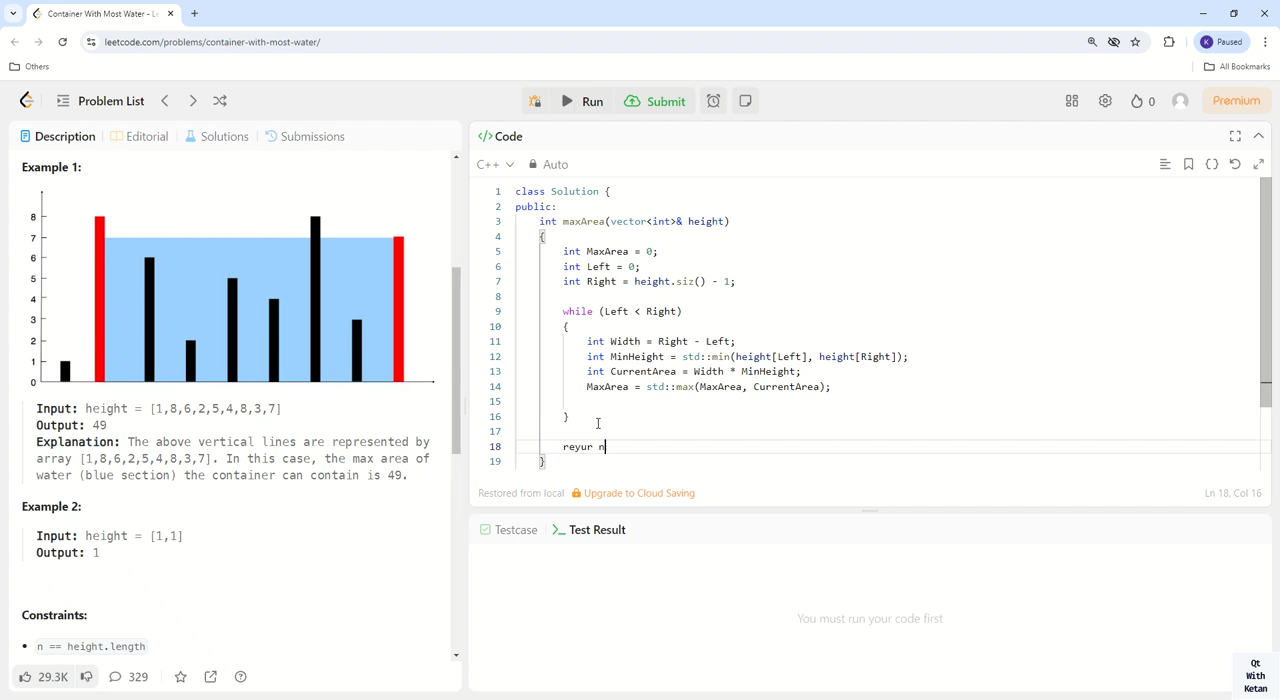 Container With Most Water - Le
leetcode.com/problems/container-with-most-water/
K Paused
Others
All Bookmarks
Problem List
Run
Submit
0
Premium
Description
Editorial
Solutions
Submissions
Example 1:
8
7
6
5
4
3
2
1
0
Input: height = [1,8,6,2,5,4,8,3,7]
Output: 49
Explanation: The above vertical lines are represented by
array [1,8,6,2,5,4,8,3,7]. In this case, the max area of
water (blue section) the container can contain is 49.
Example 2:
Input: height = [1,1]
Output: 1
Constraints:
n == height.length
29.3K
329
</> Code
C++
Auto
1 class Solution {
2 public:
3 int maxArea(vector<int>& height)
4 {
5 int MaxArea = 0;
6 int Left = 0;
7 int Right = height.siz() - 1;
8
9 while (Left < Right)
10 {
11 int Width = Right - Left;
12 int MinHeight = std::min(height[Left], height[Right]);
13 int CurrentArea = Width * MinHeight;
14 MaxArea = std::max(MaxArea, CurrentArea);
15
16 }
17
18 reyur n
19 }
Restored from local
Upgrade to Cloud Saving
Ln 18, Col 16
Testcase
>_ Test Result
You must run your code first
Qt
With
Ketan